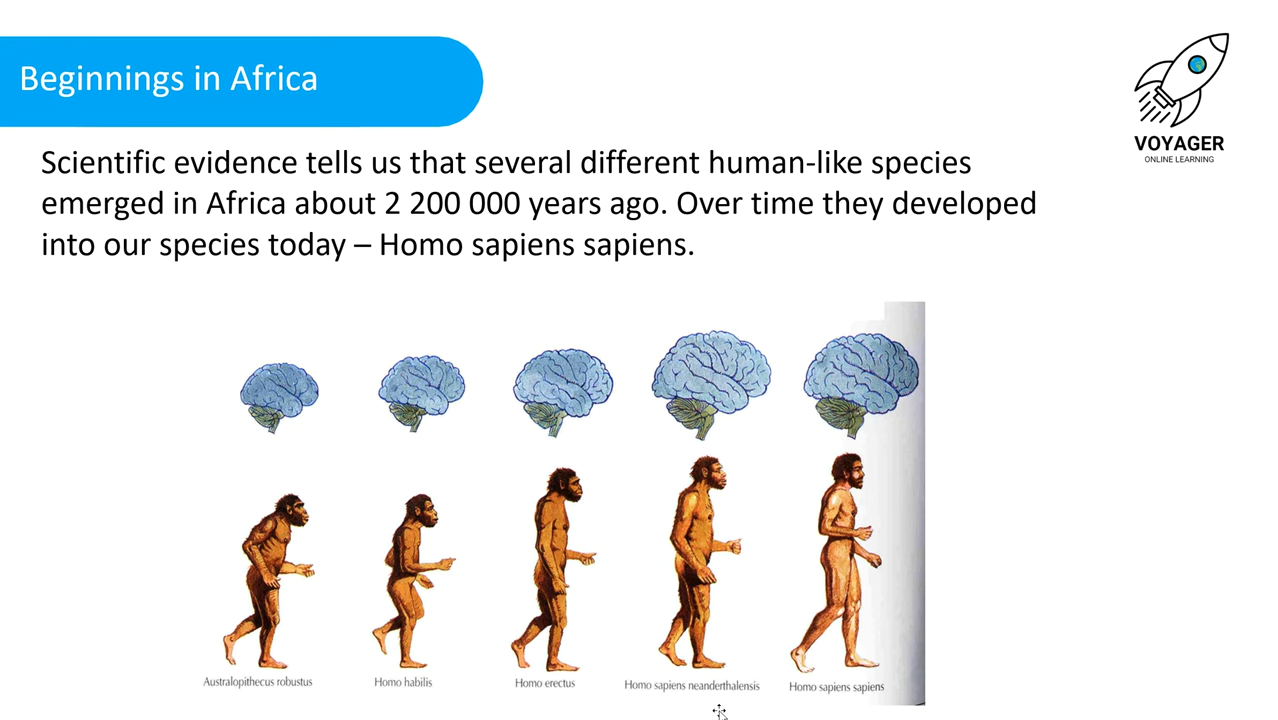 Beginnings in Africa
VOYAGER
ONLINE LEARNING
Scientific evidence tells us that several different human-like species
emerged in Africa about 2 200 000 years ago. Over time they developed
into our species today – Homo sapiens sapiens.
Australopithecus robustus
Homo habilis
Homo erectus
Homo sapiens neanderthalensis
Homo sapiens sapiens